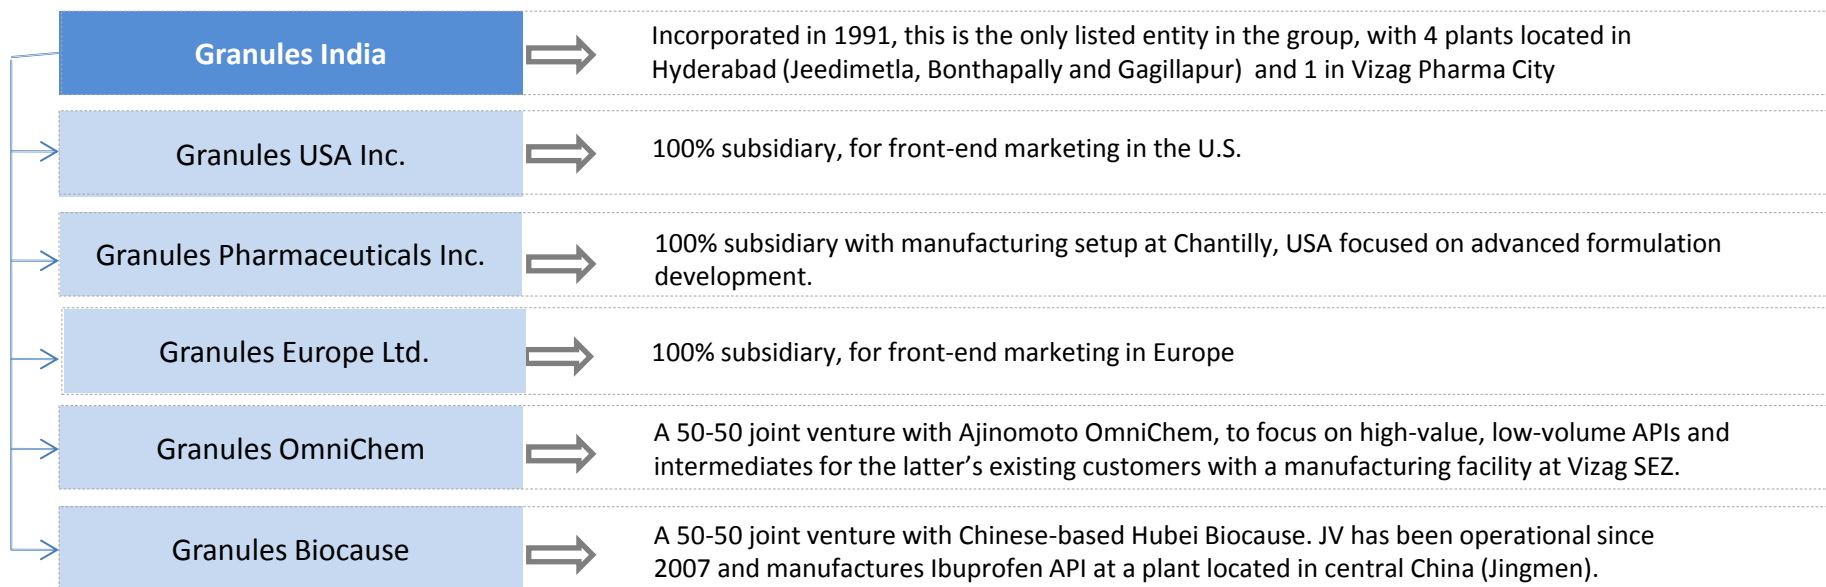 Granules India
Incorporated in 1991, this is the only listed entity in the group, with 4 plants located in
Hyderabad (Jeedimetla, Bonthapally and Gagillapur) and 1 in Vizag Pharma City
Granules USA Inc.
100% subsidiary, for front-end marketing in the U.S.
Granules Pharmaceuticals Inc.
100% subsidiary with manufacturing setup at Chantilly, USA focused on advanced formulation
development.
Granules Europe Ltd.
100% subsidiary, for front-end marketing in Europe
Granules OmniChem
A 50-50 joint venture with Ajinomoto OmniChem, to focus on high-value, low-volume APIs and
intermediates for the latter’s existing customers with a manufacturing facility at Vizag SEZ.
Granules Biocause
A 50-50 joint venture with Chinese-based Hubei Biocause. JV has been operational since
2007 and manufactures Ibuprofen API at a plant located in central China (Jingmen).